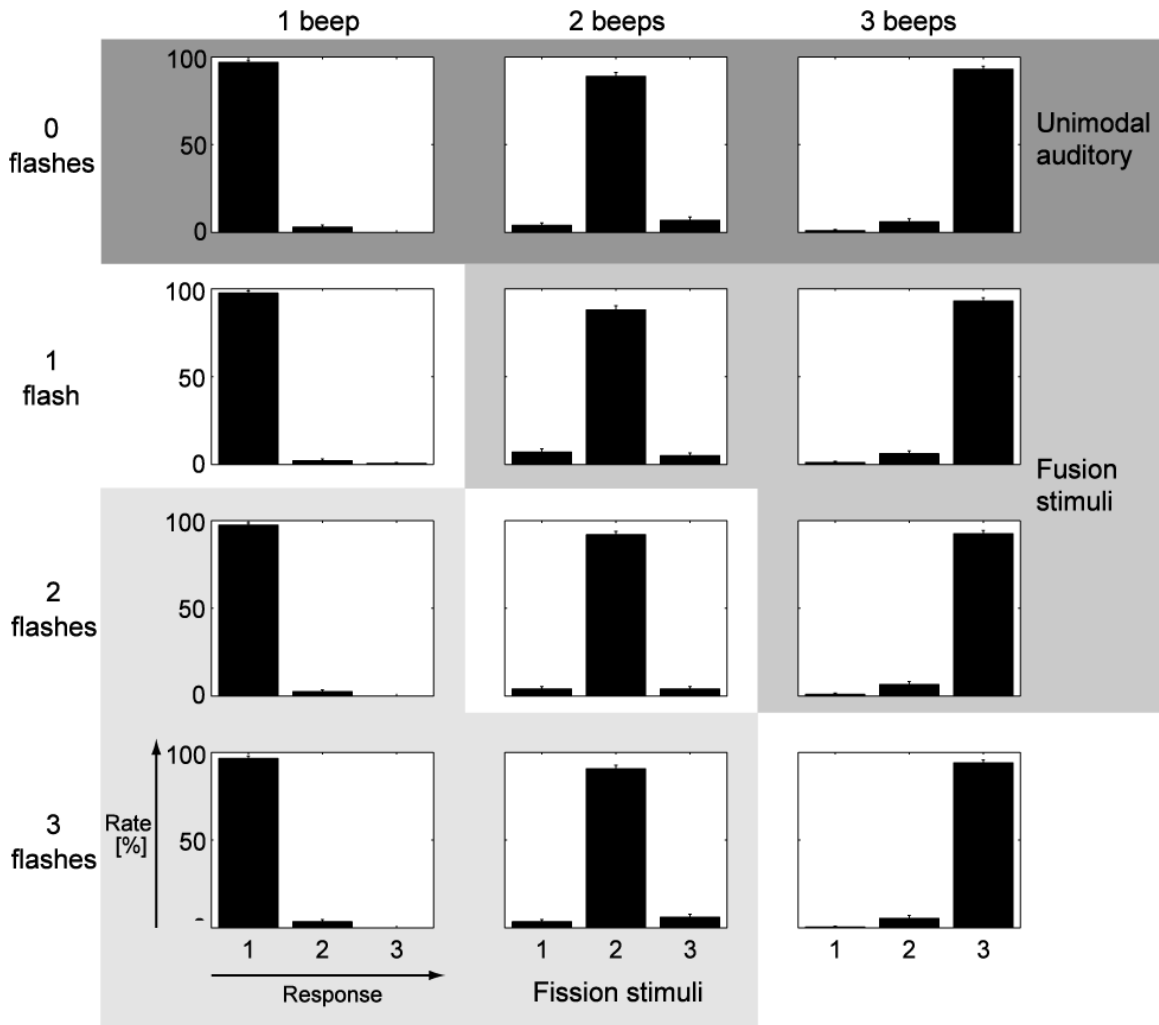 1 beep 2 beeps 3 beeps
0
flashes
100
50
0
Unimodal
auditory
1
flash
100
50
0
100
50
0
Fusion
stimuli
2
flashes
3
flashes
100
50
Rate
[%]
1 2 3 1 2 3 1 2 3
Response
Fission stimuli